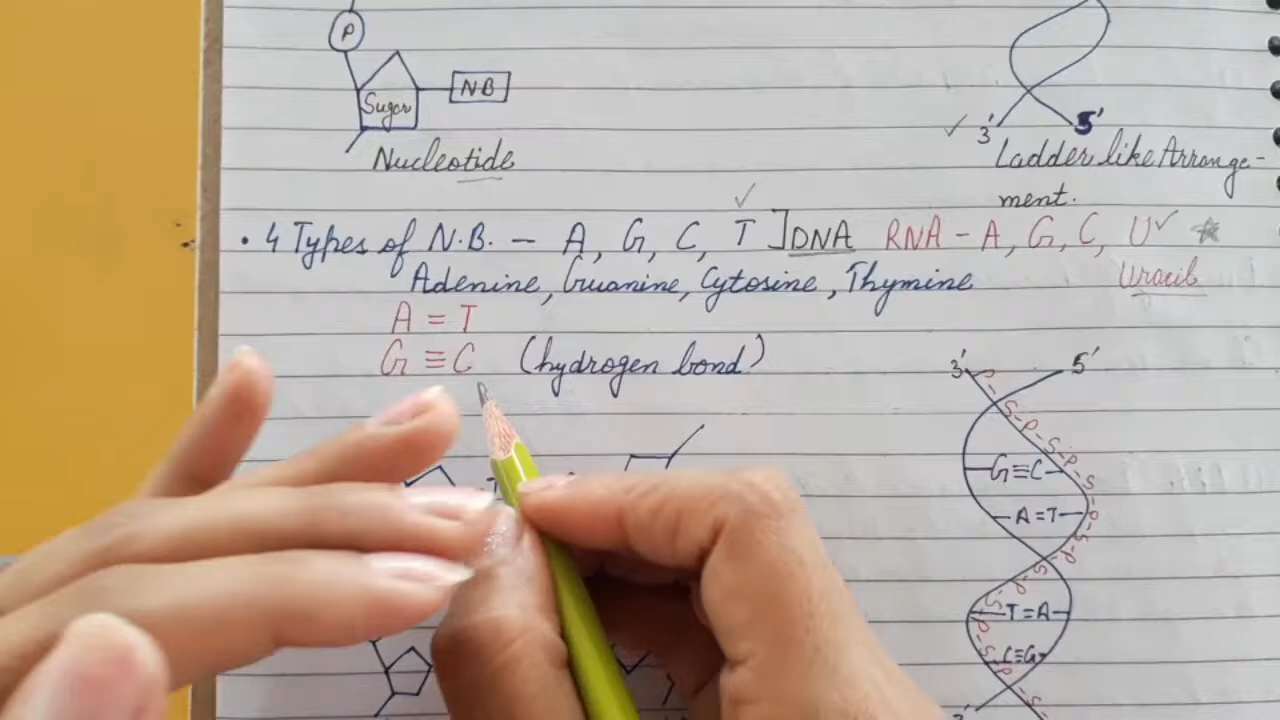 P
Sugar
NB
Nucleotide
3' 5'
Ladder like Arrange-
ment.
• 4 Types of N.B. - A, G, C, T ] DNA RNA - A, G, C, U
Adenine, Guanine, Cytosine, Thymine
Uracil
A = T
G ≡ C (hydrogen bond)
3' 5'
P-S-P-S-P-S-P-S-P-S-P-S-P-S-P-S
G≡C
A=T
T=A
C≡G
3'